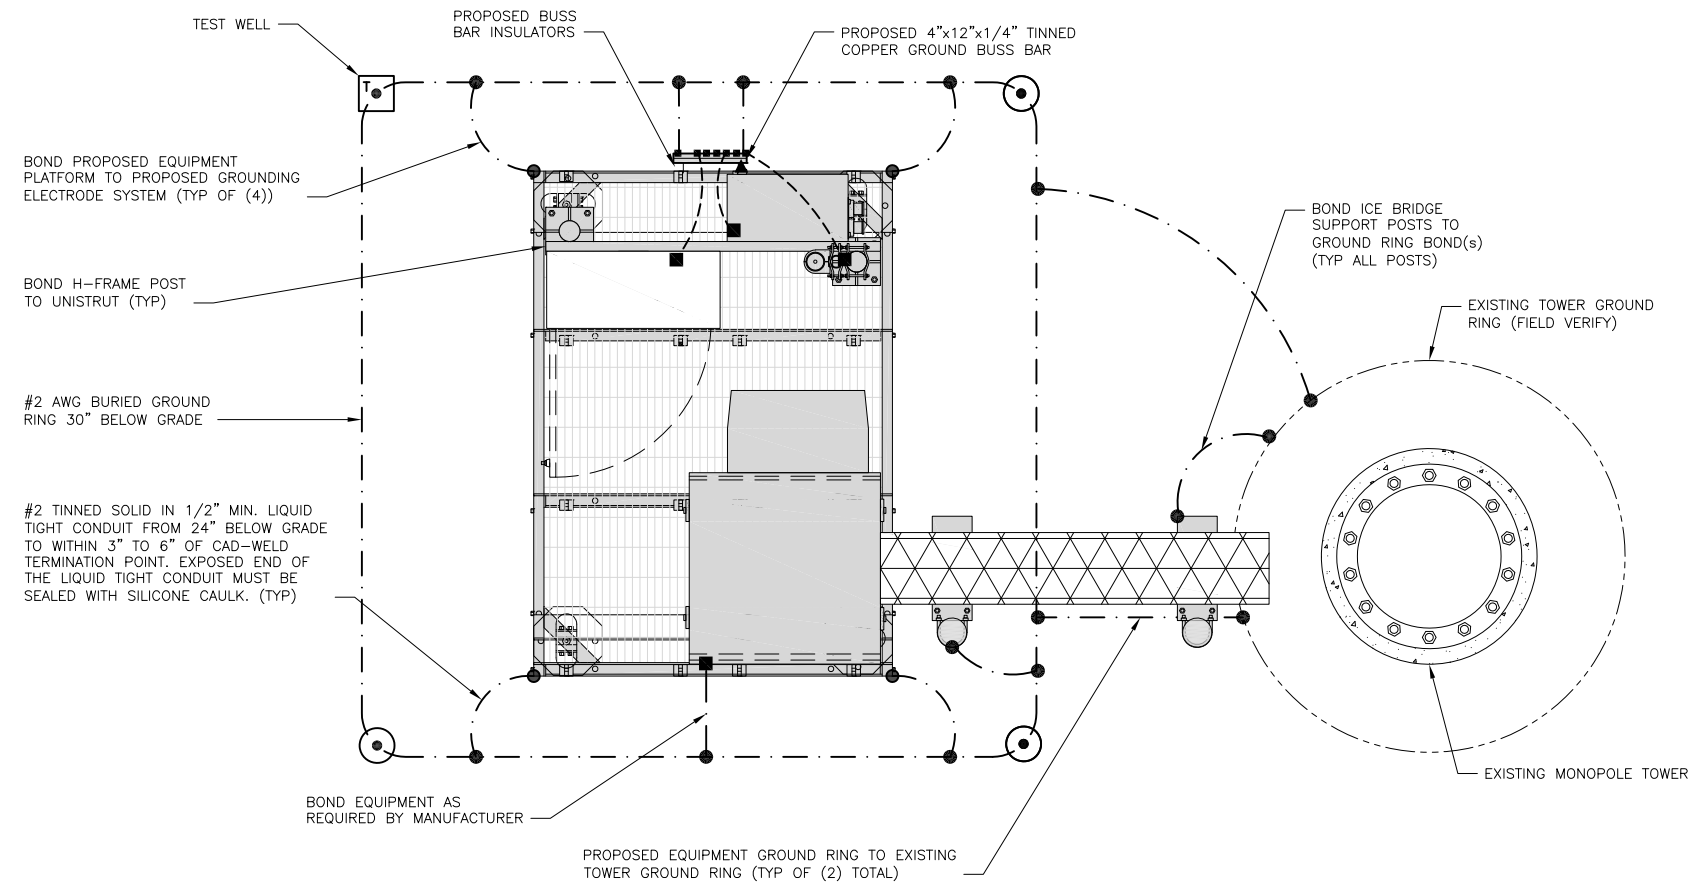 TEST WELL
PROPOSED BUSS
BAR INSULATORS
PROPOSED 4"x12"x1/4" TINNED
COPPER GROUND BUSS BAR
T
BOND PROPOSED EQUIPMENT
PLATFORM TO PROPOSED GROUNDING
ELECTRODE SYSTEM (TYP OF (4))
BOND ICE BRIDGE
SUPPORT POSTS TO
GROUND RING BOND(s)
(TYP ALL POSTS)
BOND H-FRAME POST
TO UNISTRUT (TYP)
EXISTING TOWER GROUND
RING (FIELD VERIFY)
#2 AWG BURIED GROUND
RING 30" BELOW GRADE
#2 TINNED SOLID IN 1/2" MIN. LIQUID
TIGHT CONDUIT FROM 24" BELOW GRADE
TO WITHIN 3" TO 6" OF CAD-WELD
TERMINATION POINT. EXPOSED END OF
THE LIQUID TIGHT CONDUIT MUST BE
SEALED WITH SILICONE CAULK. (TYP)
EXISTING MONOPOLE TOWER
BOND EQUIPMENT AS
REQUIRED BY MANUFACTURER
PROPOSED EQUIPMENT GROUND RING TO EXISTING
TOWER GROUND RING (TYP OF (2) TOTAL)